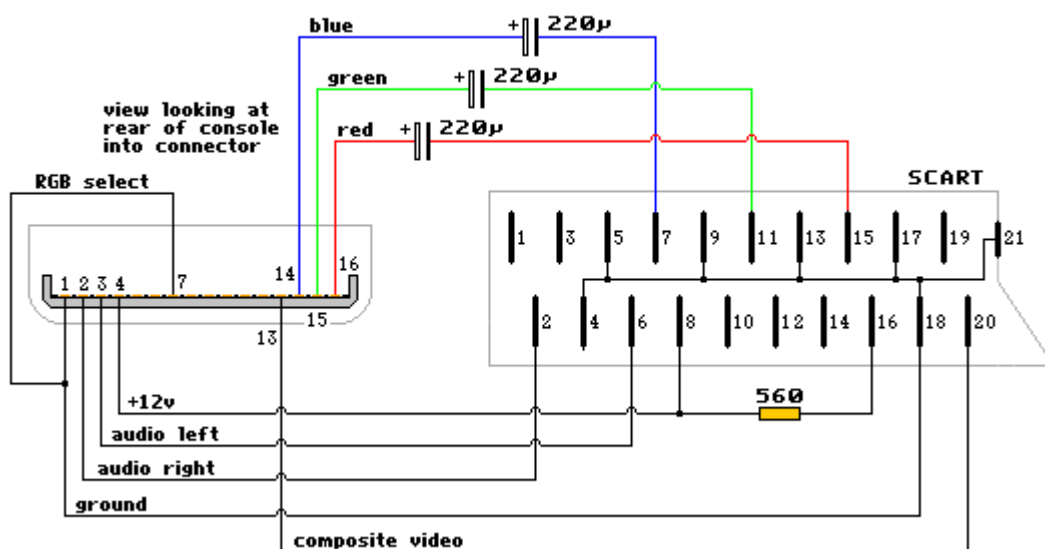 blue
+ 220µ
green
+ 220µ
view looking at
rear of console
into connector
red
+ 220µ
RGB select
SCART
1 3 5 7 9 11 13 15 17 19 21
1 2 3 4 7 14 16
15
13
2 4 6 8 10 12 14 16 18 20
+12v
560
audio left
audio right
ground
composite video